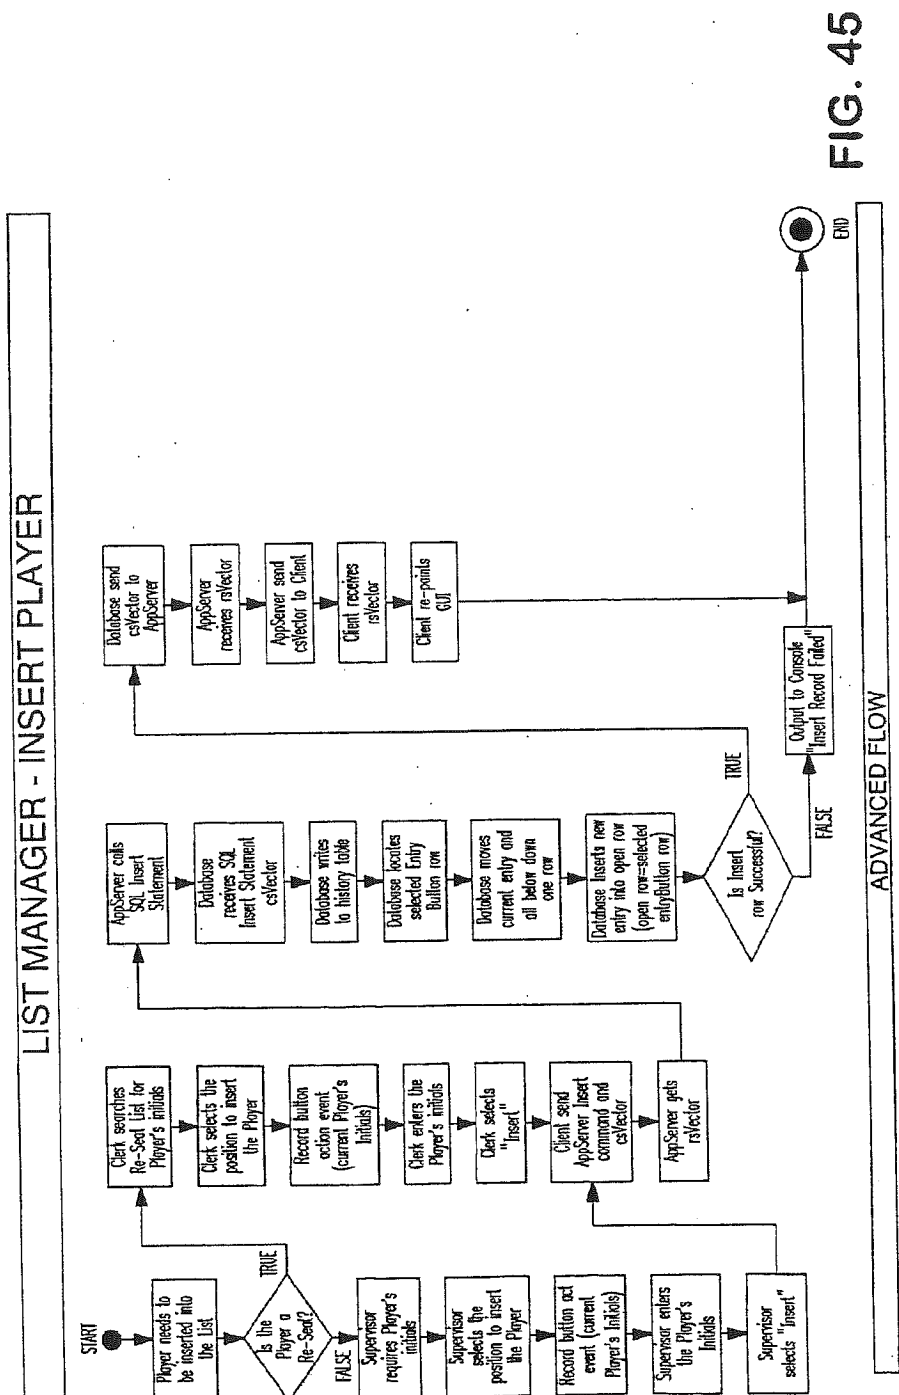 LIST MANAGER - INSERT PLAYER
START
Player needs to
be inserted into
the List
Is the
Player a
Re-Seat?
TRUE
FALSE
Supervisor
requires Player's
initials
Supervisor
selects the
position to insert
the Player
Record button act
event (current
Player's Initials)
Supervisor enters
the Player's
Initials
Supervisor
selects "Insert"
Clerk searches
Re-Seat List for
Player's initials
Clerk selects the
position to insert
the Player
Record button
action event
(current Player's
Initials)
Clerk enters the
Player's initials
Clerk selects
"Insert"
Client send
AppServer Insert
command and
csVector
AppServer gets
rsVector
AppServer calls
SQL Insert
Statement
Database
receives SQL
Insert Statement
csVector
Database writes
to history table
Database locates
selected Entry
Button row
Database moves
current entry and
all below down
one row
Database Inserts new
entry into open row
(open row=selected
entryButton row)
Is Insert
row Successful?
TRUE
FALSE
Database send
csVector to
AppServer
AppServer
receives rsVector
AppServer send
csVector to Client
Client receives
rsVector
Client re-paints
GUI
Output to Console
"Insert Record Failed"
END
ADVANCED FLOW
FIG. 45